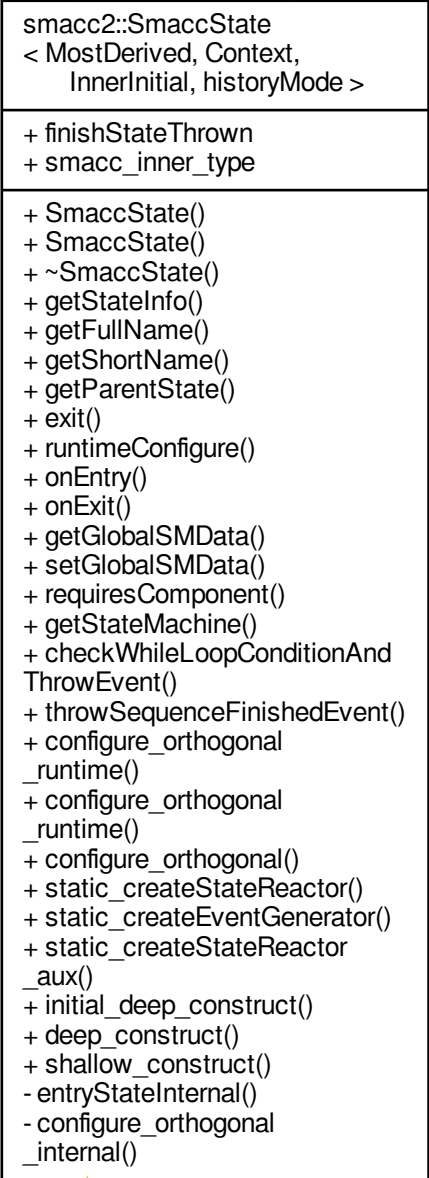 smacc2::SmaccState
< MostDerived, Context,
InnerInitial, historyMode >
+ finishStateThrown
+ smacc_inner_type
+ SmaccState()
+ SmaccState()
+ ~SmaccState()
+ getStateInfo()
+ getFullName()
+ getShortName()
+ getParentState()
+ exit()
+ runtimeConfigure()
+ onEntry()
+ onExit()
+ getGlobalSMData()
+ setGlobalSMData()
+ requiresComponent()
+ getStateMachine()
+ checkWhileLoopConditionAnd
ThrowEvent()
+ throwSequenceFinishedEvent()
+ configure_orthogonal
_runtime()
+ configure_orthogonal
_runtime()
+ configure_orthogonal()
+ static_createStateReactor()
+ static_createEventGenerator()
+ static_createStateReactor
_aux()
+ initial_deep_construct()
+ deep_construct()
+ shallow_construct()
- entryStateInternal()
- configure_orthogonal
_internal()